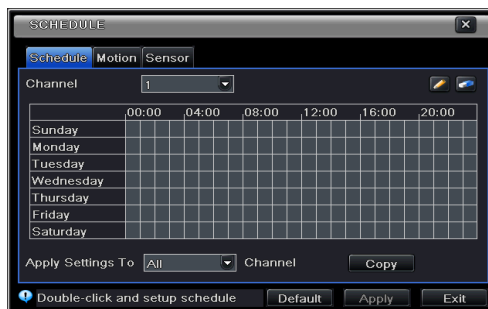 SCHEDULE
Schedule Motion Sensor
Channel 1
00:00 04:00 08:00 12:00 16:00 20:00
Sunday
Monday
Tuesday
Wednesday
Thursday
Friday
Saturday
Apply Settings To All Channel Copy
Double-click and setup schedule Default Apply Exit